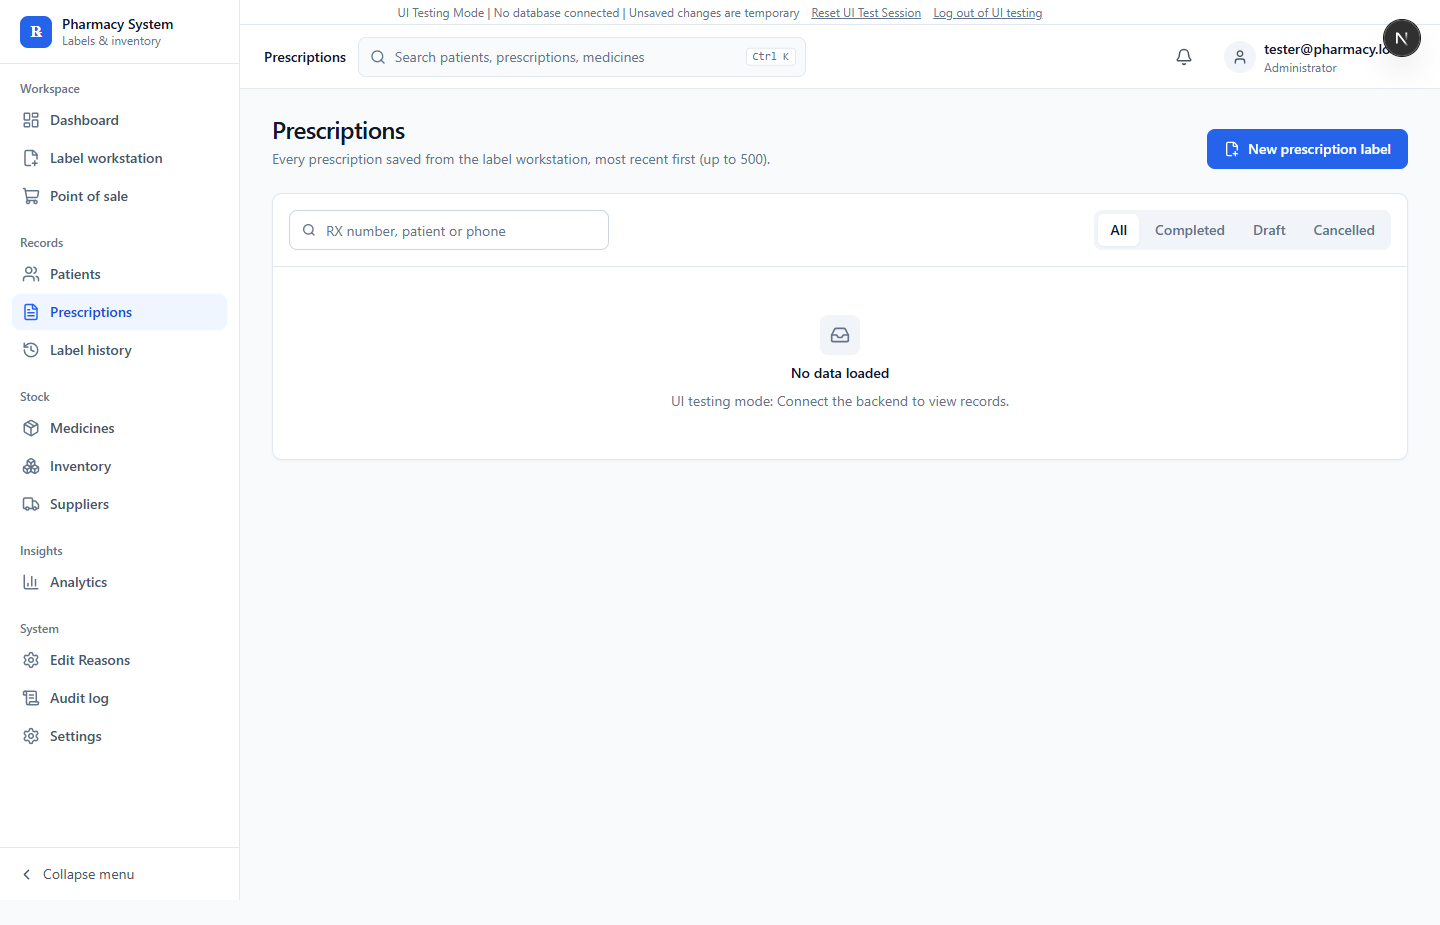 UI Testing Mode | No database connected | Unsaved changes are temporary Reset UI Test Session Log out of UI testing
Rx Pharmacy System
Labels & inventory
Prescriptions
Search patients, prescriptions, medicines
Ctrl K
tester@pharmacy.lo
Administrator
N
Workspace
Dashboard
Label workstation
Point of sale
Records
Patients
Prescriptions
Label history
Stock
Medicines
Inventory
Suppliers
Insights
Analytics
System
Edit Reasons
Audit log
Settings
Collapse menu
Prescriptions
Every prescription saved from the label workstation, most recent first (up to 500).
New prescription label
RX number, patient or phone
All Completed Draft Cancelled
No data loaded
UI testing mode: Connect the backend to view records.